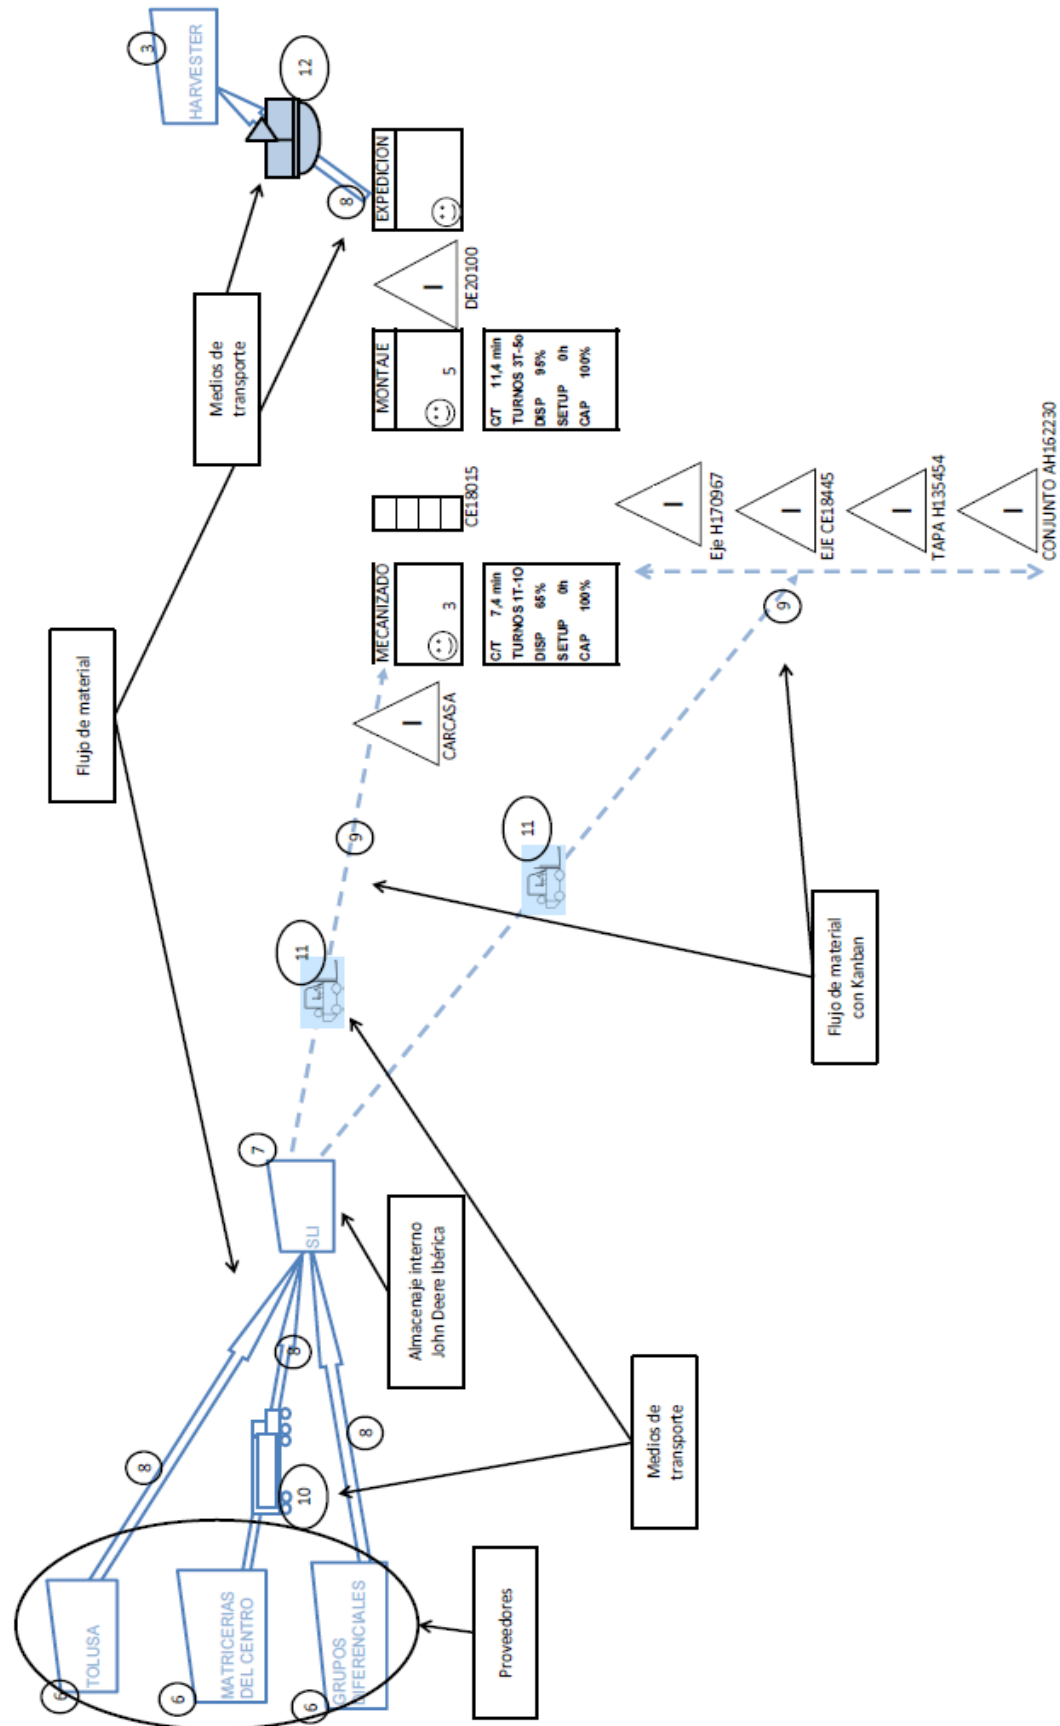 Proveedores
6
TOLUSA
6
MATRICERIAS
DEL CENTRO
6
GRUPOS
DIFERENCIALES
8
8
8
10
Medios de
transporte
Flujo de material
7
SLI
Almacenaje interno
John Deere Ibérica
11
11
9
9
Flujo de material
con Kanban
I
CARCASA
MECANIZADO
3
C/T 7,4 min
TURNOS 1T-1O
DISP 65%
SETUP 0h
CAP 100%
CE18015
MONTAJE
5
C/T 11,4 min
TURNOS 3T-5o
DISP 95%
SETUP 0h
CAP 100%
I
DE20100
EXPEDICION
8
12
3
HARVESTER
Medios de
transporte
I
Eje H170967
I
EJE CE18445
I
TAPA H135454
I
CONJUNTO AH162230